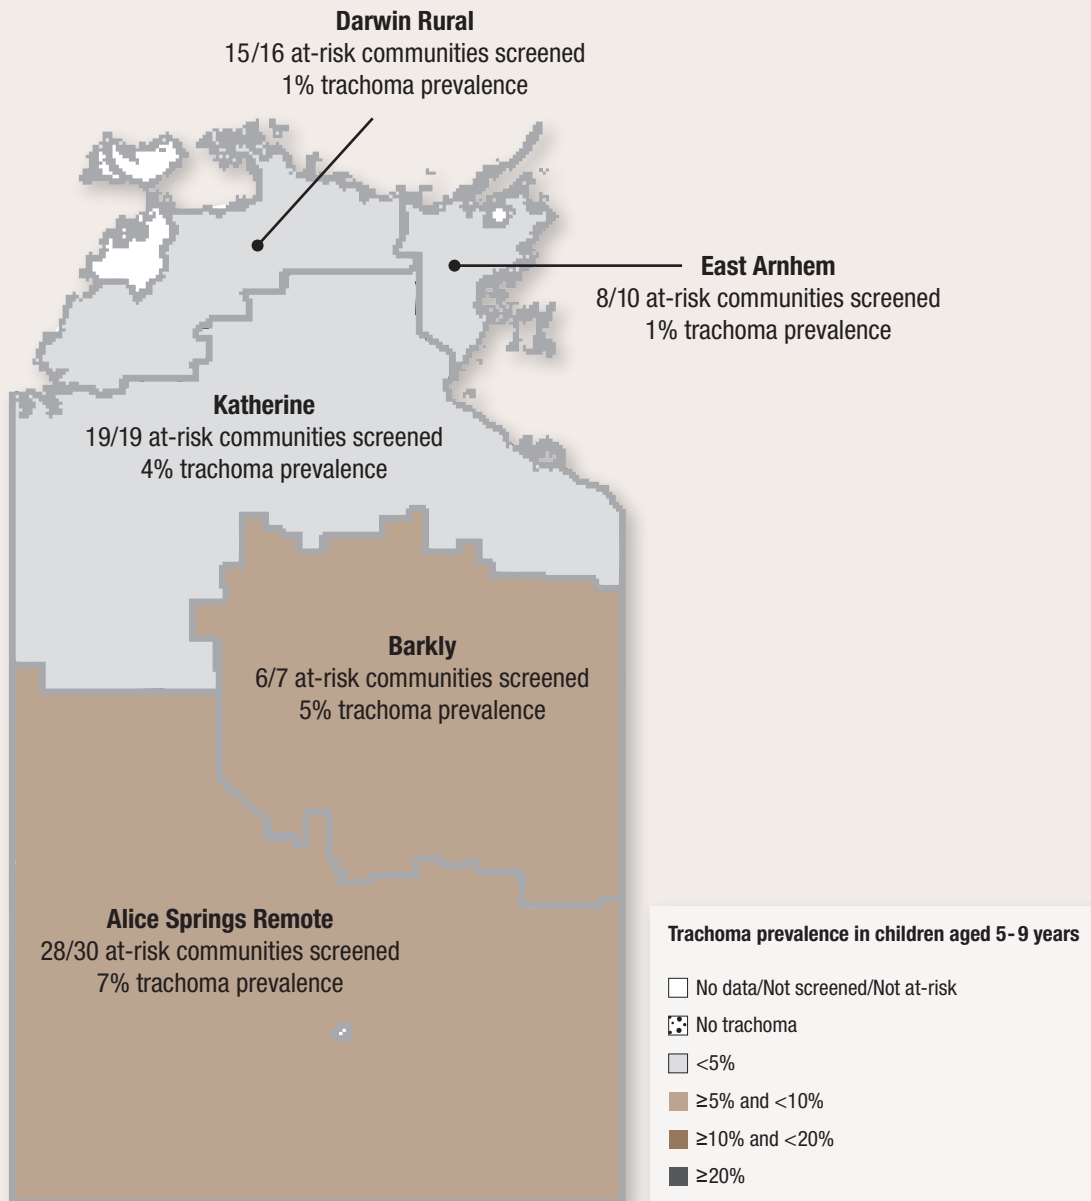 Darwin Rural
15/16 at-risk communities screened
1% trachoma prevalence
East Arnhem
8/10 at-risk communities screened
1% trachoma prevalence
Katherine
19/19 at-risk communities screened
4% trachoma prevalence
Barkly
6/7 at-risk communities screened
5% trachoma prevalence
Alice Springs Remote
28/30 at-risk communities screened
7% trachoma prevalence
Trachoma prevalence in children aged 5-9 years
No data/Not screened/Not at-risk
No trachoma
<5%
≥5% and <10%
≥10% and <20%
≥20%